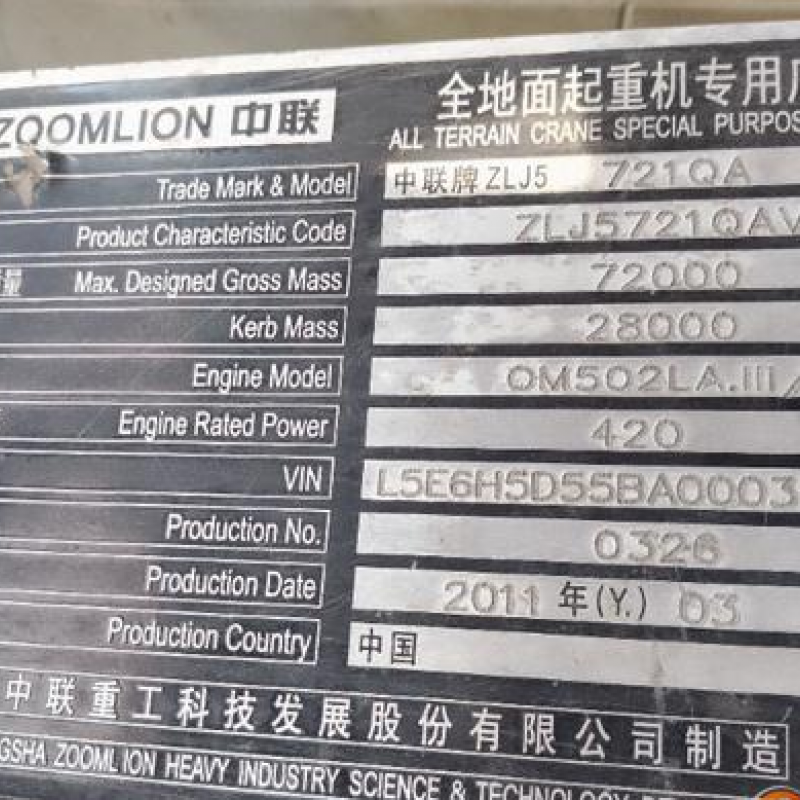 ZOOMLION 中联
全地面起重机专用
ALL TERRAIN CRANE SPECIAL PURPOS
Trade Mark & Model 中联牌 ZLJ5 721QA
Product Characteristic Code ZLJ5721QAV
量 Max. Designed Gross Mass 72000
Kerb Mass 28000
Engine Model OM502LA.III/
Engine Rated Power 420
VIN L5E6H5D55BA0003
Production No. 0326
Production Date 2011 年(Y.) 03
Production Country 中国
中联重工科技发展股份有限公司制造
GSHA ZOOMLION HEAVY INDUSTRY SCIENCE & TECHNOLOGY